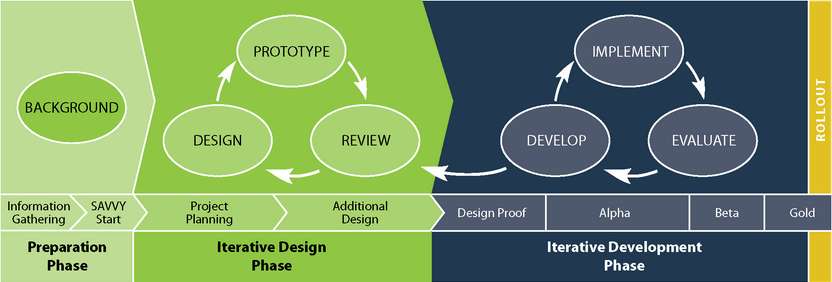 PROTOTYPE
IMPLEMENT
BACKGROUND
DESIGN
REVIEW
DEVELOP
EVALUATE
ROLLOUT
Information
Gathering
SAVVY
Start
Project
Planning
Additional
Design
Design Proof
Alpha
Beta
Gold
Preparation
Phase
Iterative Design
Phase
Iterative Development
Phase